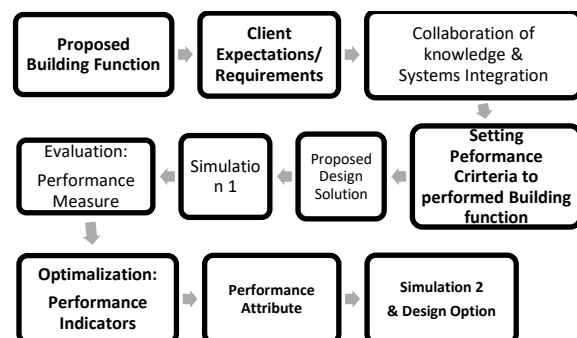 Proposed
Building Function
Client
Expectations/
Requirements
Collaboration of
knowledge &
Systems Integration
Evaluation:
Performance
Measure
Simulatio
n 1
Proposed
Design
Solution
Setting
Peformance
Crirteria to
performed Building
function
Optimalization:
Performance
Indicators
Performance
Attribute
Simulation 2
& Design Option